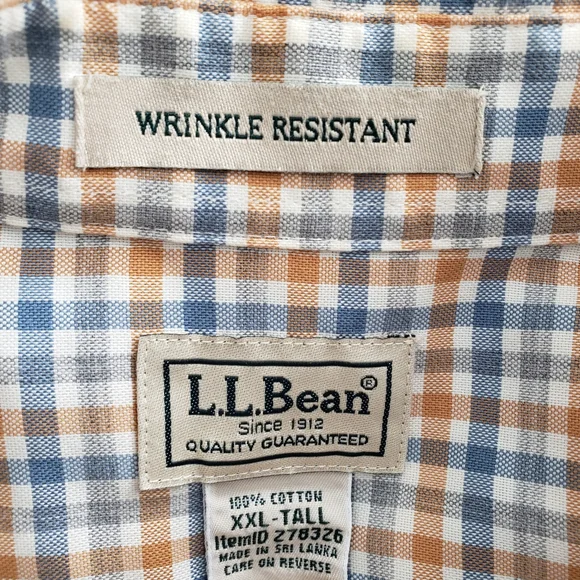 WRINKLE RESISTANT
L.L.Bean®
Since 1912
QUALITY GUARANTEED
100% COTTON
XXL-TALL
ItemID 278326
MADE IN SRI LANKA
CARE ON REVERSE